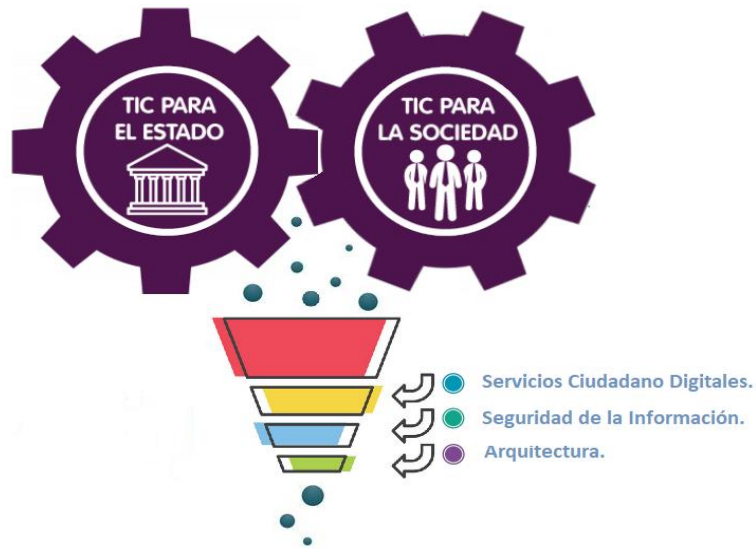 TIC PARA
EL ESTADO
TIC PARA
LA SOCIEDAD
Servicios Ciudadano Digitales.
Seguridad de la Información.
Arquitectura.